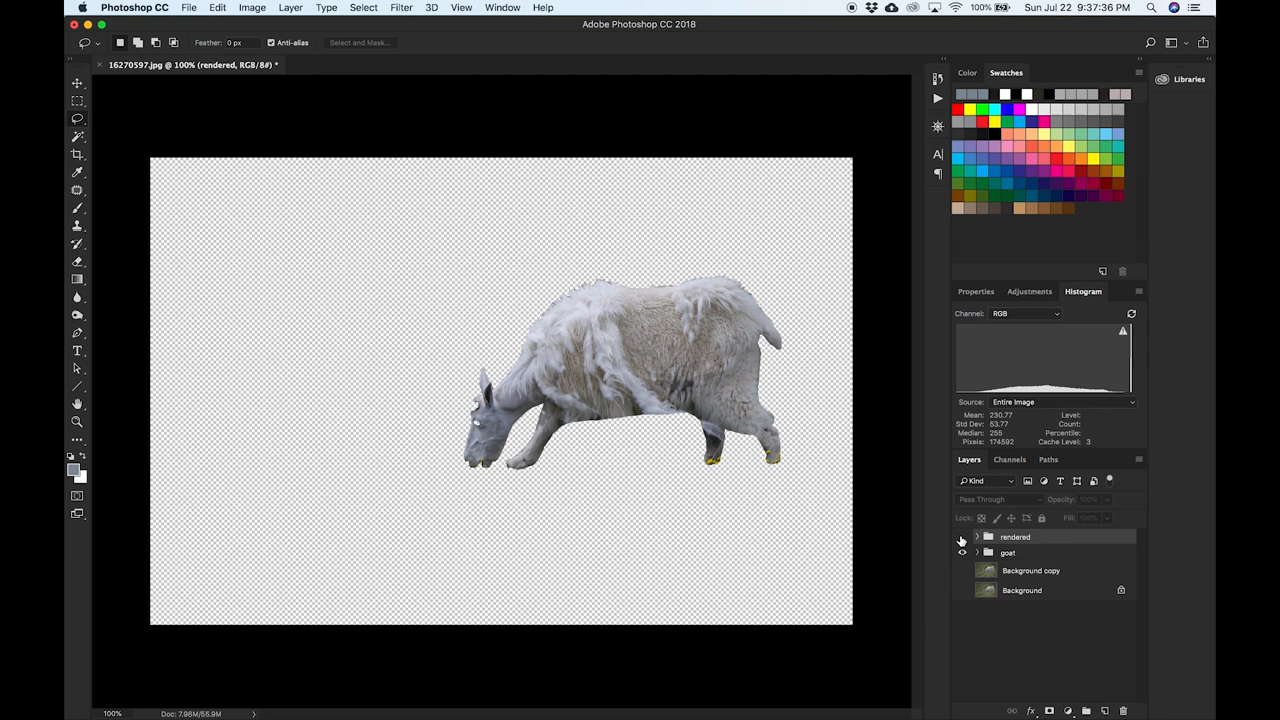 Photoshop CC File Edit Image Layer Type Select Filter 3D View Window Help 100% Sun Jul 22 9:37:36 PM
Adobe Photoshop CC 2018
Feather: 0 px Anti-alias Select and Mask...
16270597.jpg @ 100% (rendered, RGB/8#) *
Color Swatches
Libraries
Properties Adjustments Histogram
Channel: RGB
Source: Entire Image
Mean: 230.77 Level:
Std Dev: 53.77 Count:
Median: 255 Percentile:
Pixels: 174592 Cache Level: 3
Layers Channels Paths
Kind
Pass Through Opacity: 100%
Lock: Fill: 100%
rendered
goat
Background copy
Background
100% Doc: 7.98M/55.9M